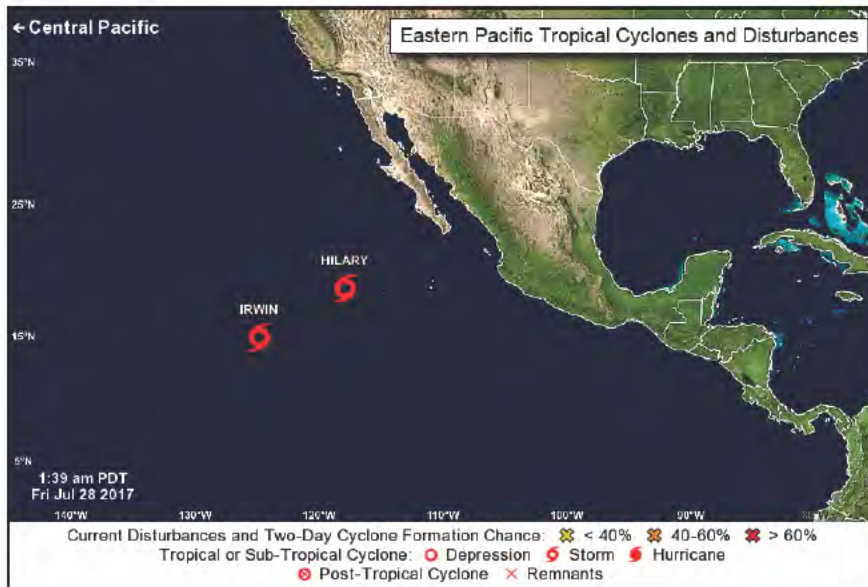 ← Central Pacific
Eastern Pacific Tropical Cyclones and Disturbances
35°N
25°N
HILARY
IRWIN
15°N
5°N
1:39 am PDT
Fri Jul 28 2017
140°W 130°W 120°W 110°W 100°W 90°W
Current Disturbances and Two-Day Cyclone Formation Chance: < 40% 40-60% > 60%
Tropical or Sub-Tropical Cyclone: Depression Storm Hurricane
Post-Tropical Cyclone Remnants